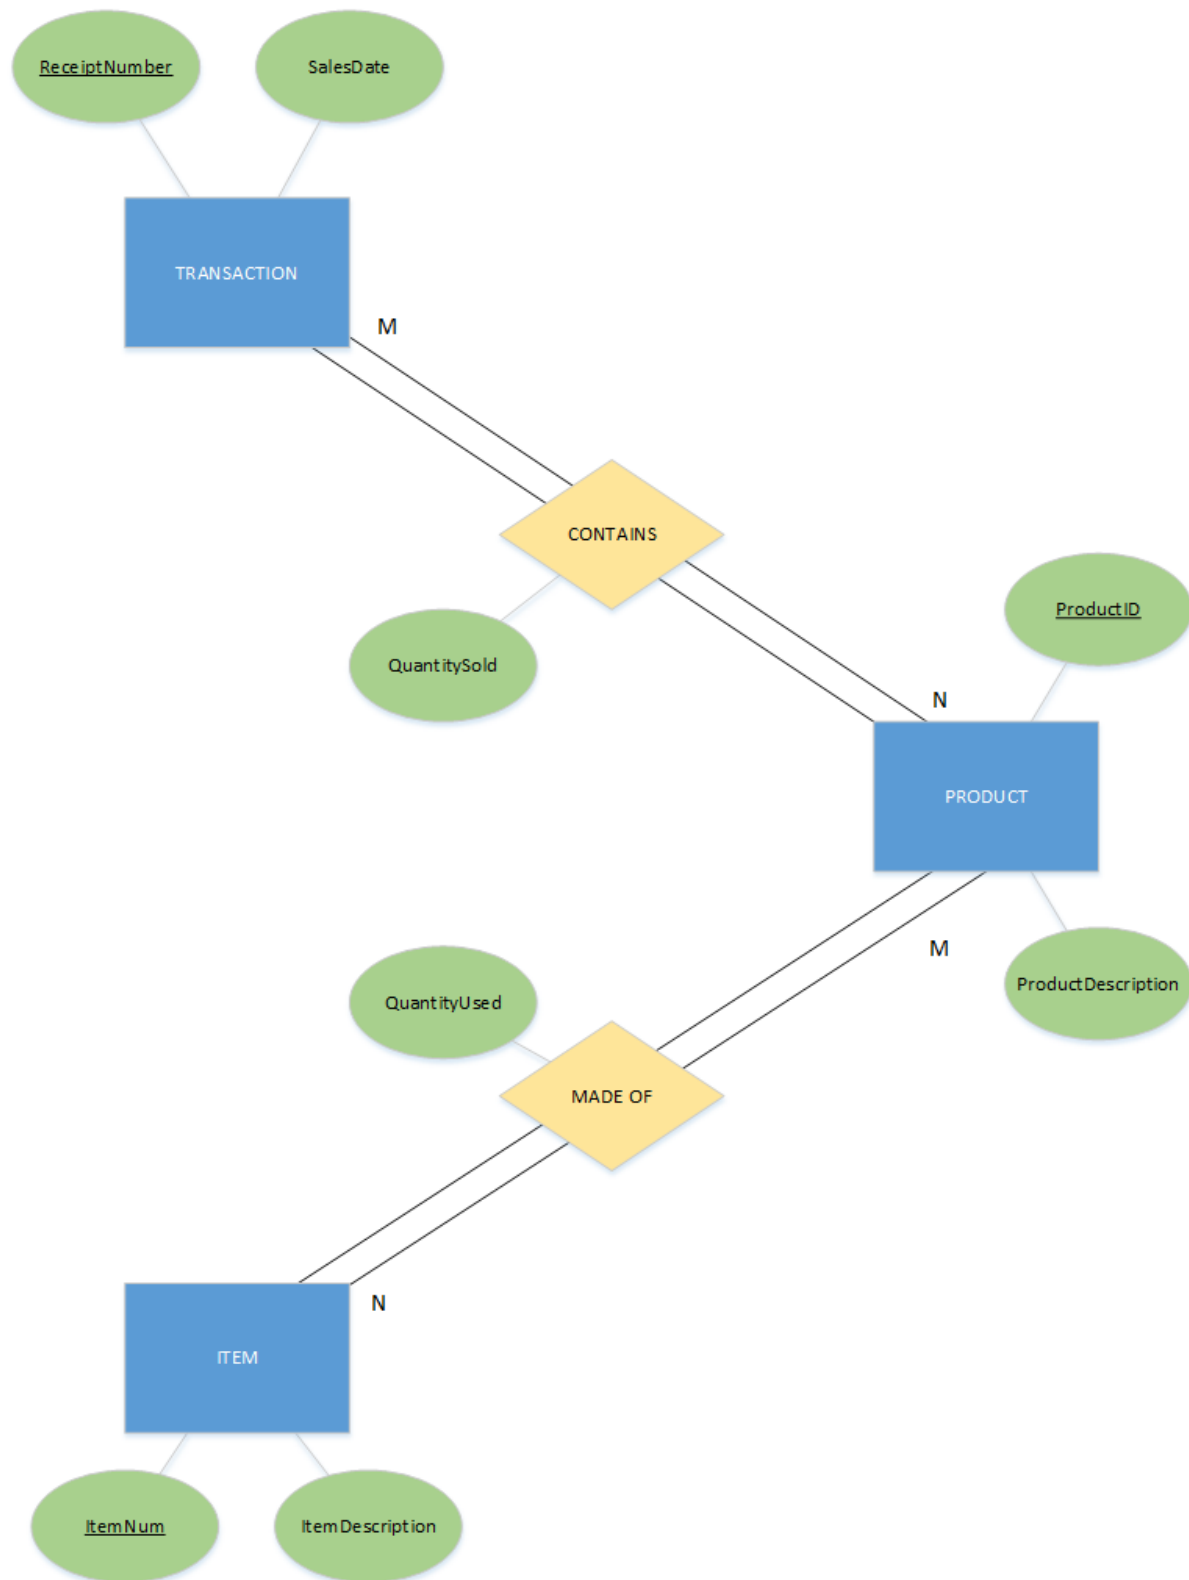 ReceiptNumber
SalesDate
TRANSACTION
M
CONTAINS
QuantitySold
ProductID
N
PRODUCT
M
ProductDescription
QuantityUsed
MADE OF
N
ITEM
ItemNum
ItemDescription